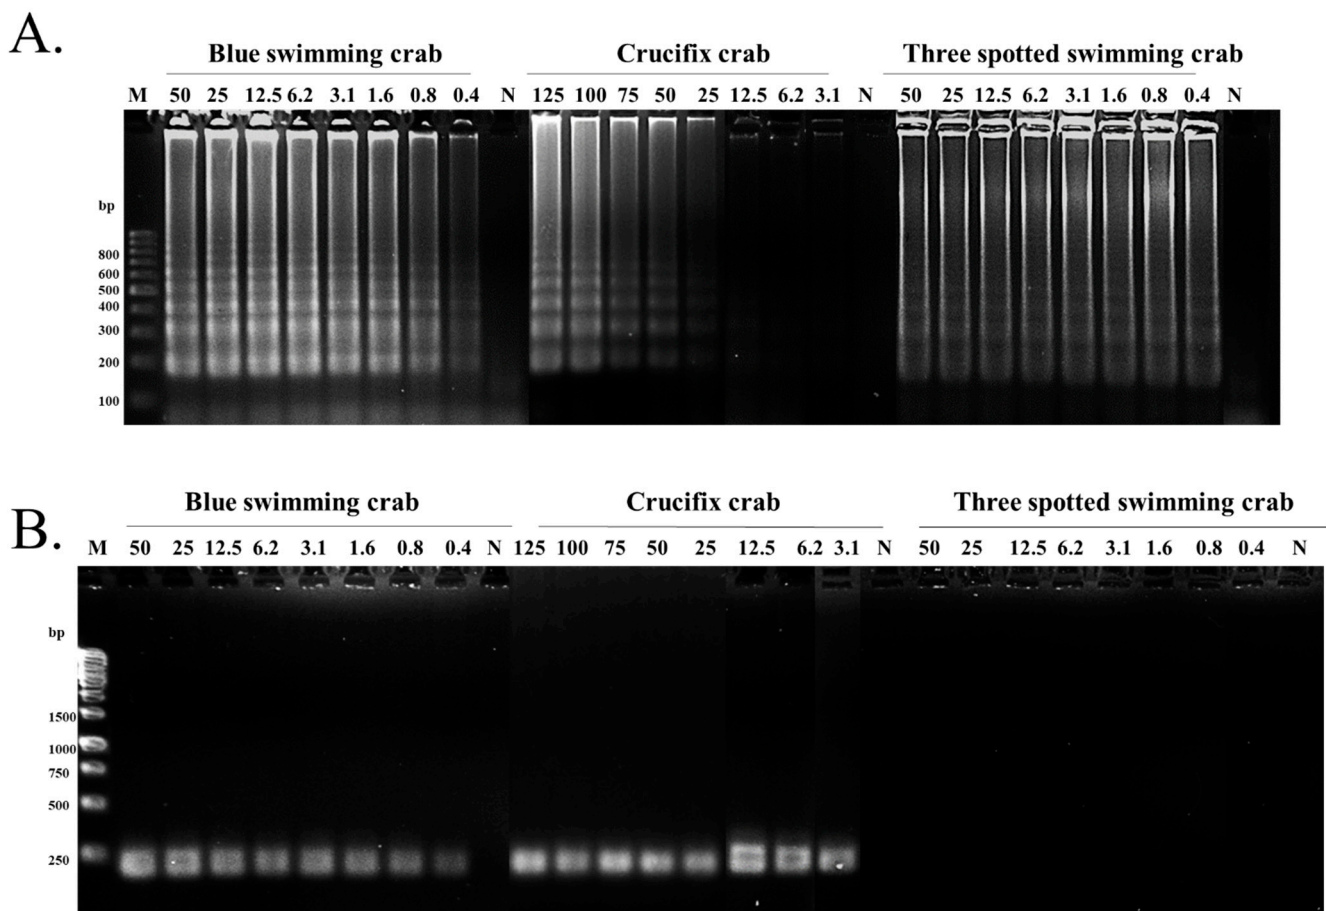 A.
Blue swimming crab Crucifix crab Three spotted swimming crab
M 50 25 12.5 6.2 3.1 1.6 0.8 0.4 N 125 100 75 50 25 12.5 6.2 3.1 N 50 25 12.5 6.2 3.1 1.6 0.8 0.4 N
bp
800
600
500
400
300
200
100
Blue swimming crab Crucifix crab Three spotted swimming crab
B.
M 50 25 12.5 6.2 3.1 1.6 0.8 0.4 N 125 100 75 50 25 12.5 6.2 3.1 N 50 25 12.5 6.2 3.1 1.6 0.8 0.4 N
bp
1500
1000
750
500
250